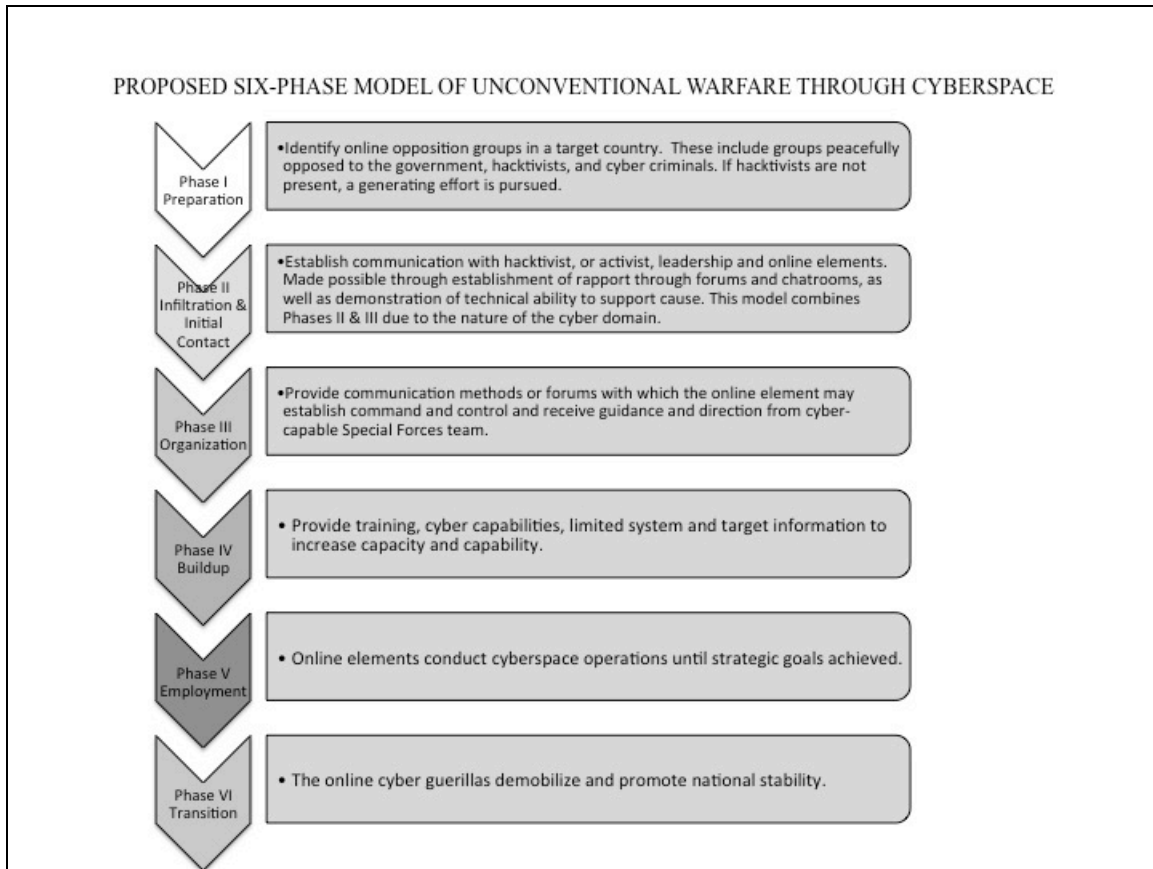 PROPOSED SIX-PHASE MODEL OF UNCONVENTIONAL WARFARE THROUGH CYBERSPACE
Phase I
Preparation
•Identify online opposition groups in a target country. These include groups peacefully
opposed to the government, hacktivists, and cyber criminals. If hacktivists are not
present, a generating effort is pursued.
Phase II
Infiltration &
Initial
Contact
•Establish communication with hacktivist, or activist, leadership and online elements.
Made possible through establishment of rapport through forums and chatrooms, as
well as demonstration of technical ability to support cause. This model combines
Phases II & III due to the nature of the cyber domain.
Phase III
Organization
•Provide communication methods or forums with which the online element may
establish command and control and receive guidance and direction from cyber-
capable Special Forces team.
Phase IV
Buildup
• Provide training, cyber capabilities, limited system and target information to
increase capacity and capability.
Phase V
Employment
• Online elements conduct cyberspace operations until strategic goals achieved.
Phase VI
Transition
• The online cyber guerillas demobilize and promote national stability.